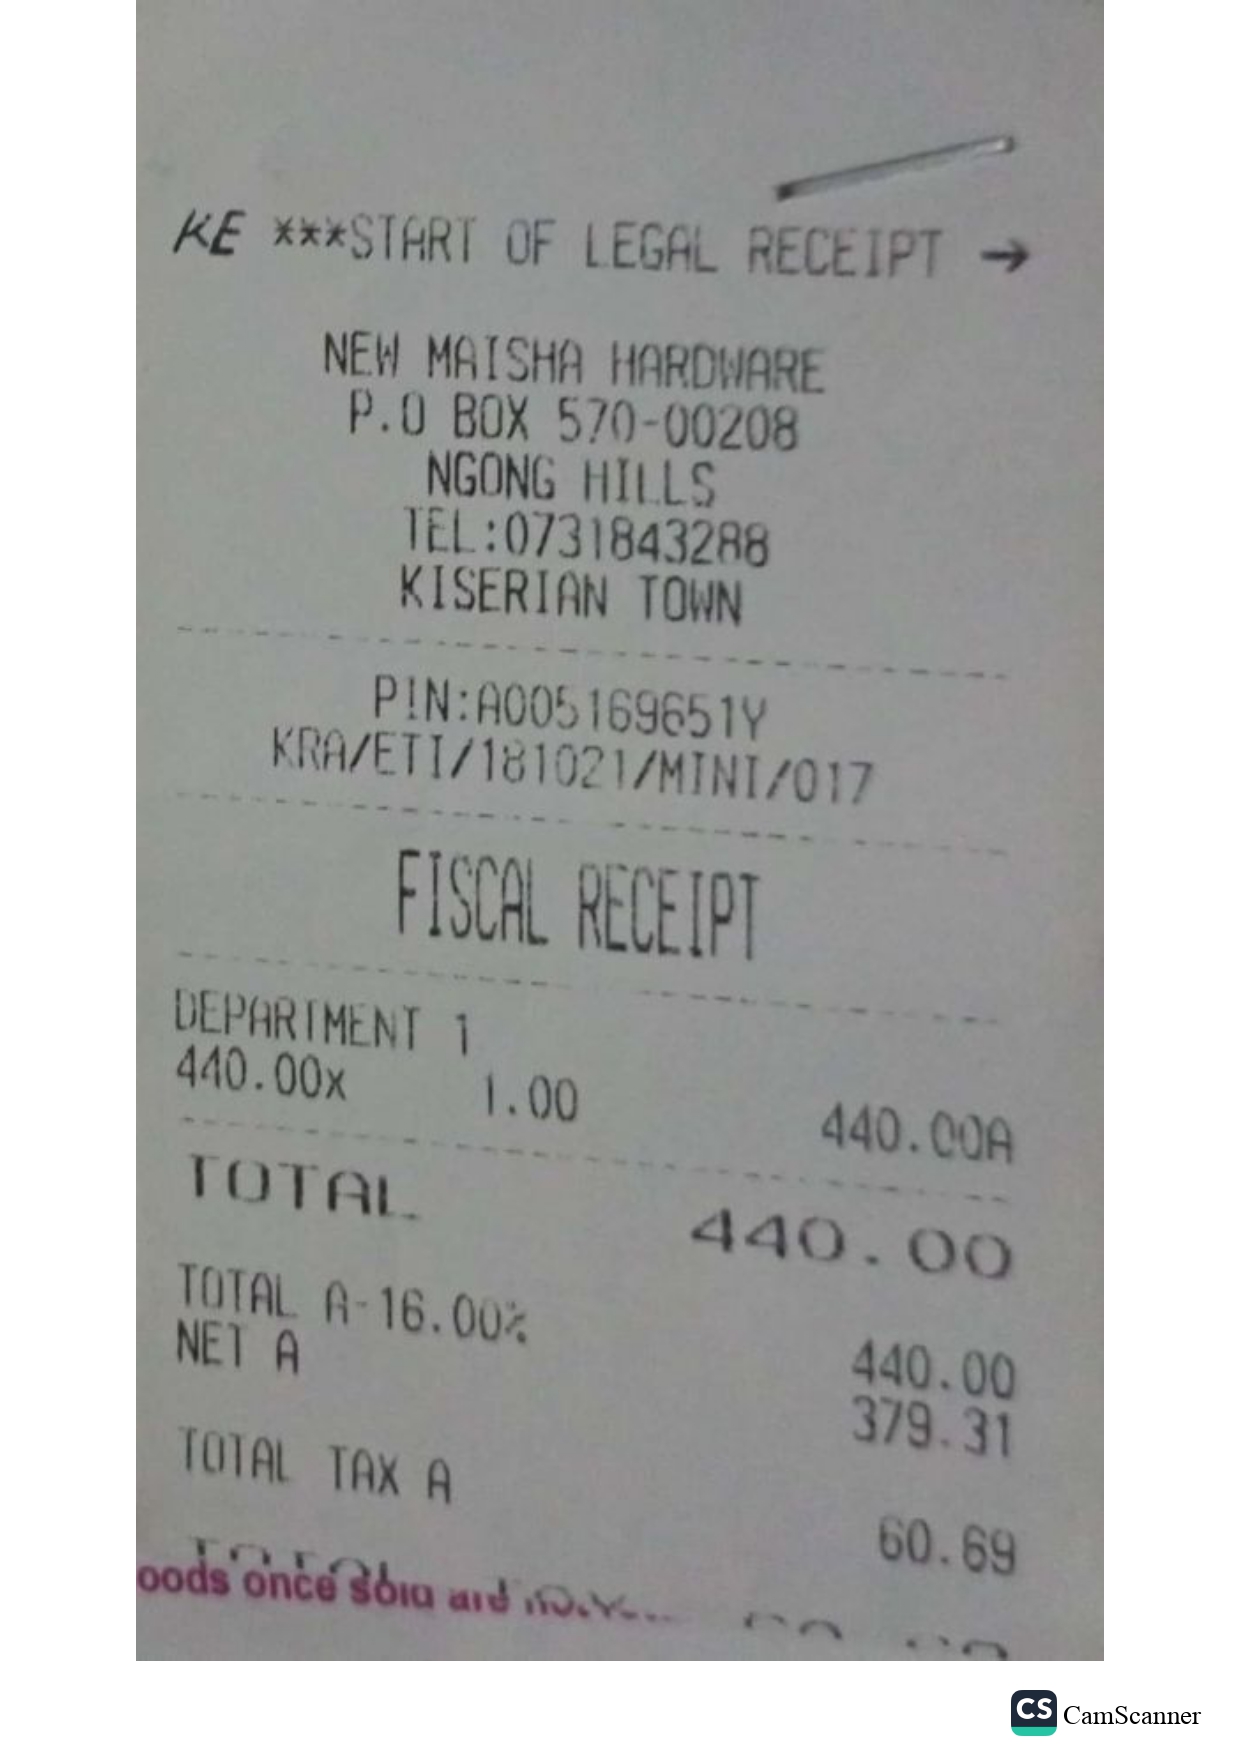 KE ***START OF LEGAL RECEIPT →
NEW MAISHA HARDWARE
P.O BOX 570-00208
NGONG HILLS
TEL:0731843288
KISERIAN TOWN
PIN:A005169651Y
KRA/ETI/181021/MINI/017
FISCAL RECEIPT
DEPARTMENT 1
440.00x 1.00 440.00A
TOTAL 440.00
TOTAL A-16.00% 440.00
NET A 379.31
TOTAL TAX A 60.69
TOTAL
oods once sold are
CS CamScanner